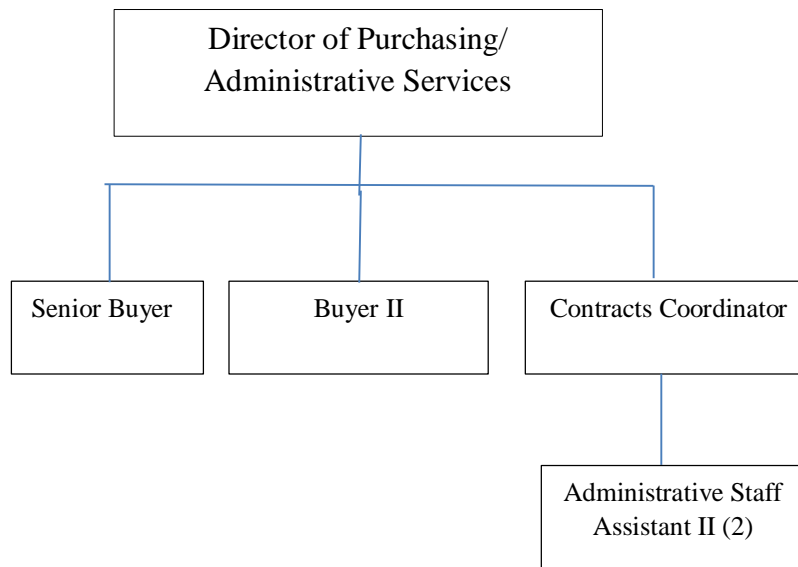 Director of Purchasing/
Administrative Services
Senior Buyer
Buyer II
Contracts Coordinator
Administrative Staff
Assistant II (2)